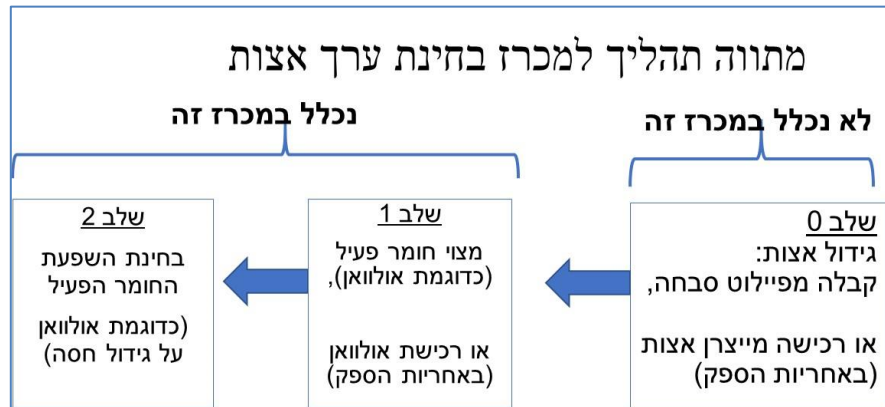 מתווה תהליך למכרז בחינת ערך אצות
לא נכלל במכרז זה
נכלל במכרז זה
שלב 0
גידול אצות:
קבלה מפיילוט סבחה,
או רכישה מייצרן אצות
(באחריות הספק)
שלב 1
מצוי חומר פעיל
(כדוגמת אולוואן),
או רכישת אולוואן
(באחריות הספק)
שלב 2
בחינת השפעת
החומר הפעיל
(כדוגמת אולוואן
על גידול חסה)